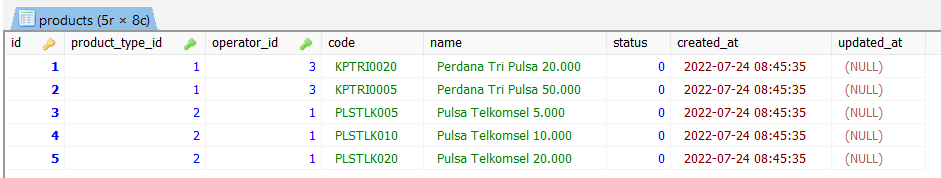 products (5r × 8c)
id product_type_id operator_id code name status created_at updated_at
1 1 3 KPTRI0020 Perdana Tri Pulsa 20.000 0 2022-07-24 08:45:35 (NULL)
2 1 3 KPTRI0005 Perdana Tri Pulsa 50.000 0 2022-07-24 08:45:35 (NULL)
3 2 1 PLSTLK005 Pulsa Telkomsel 5.000 0 2022-07-24 08:45:35 (NULL)
4 2 1 PLSTLK010 Pulsa Telkomsel 10.000 0 2022-07-24 08:45:35 (NULL)
5 2 1 PLSTLK020 Pulsa Telkomsel 20.000 0 2022-07-24 08:45:35 (NULL)